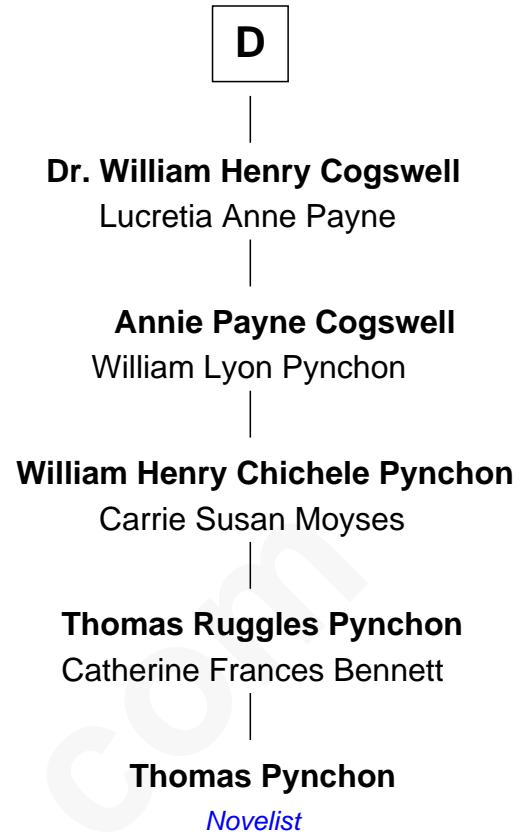 D
Dr. William Henry Cogswell
Lucretia Anne Payne
Annie Payne Cogswell
William Lyon Pynchon
William Henry Chichele Pynchon
Carrie Susan Moyses
Thomas Ruggles Pynchon
Catherine Frances Bennett
Thomas Pynchon
Novelist
com